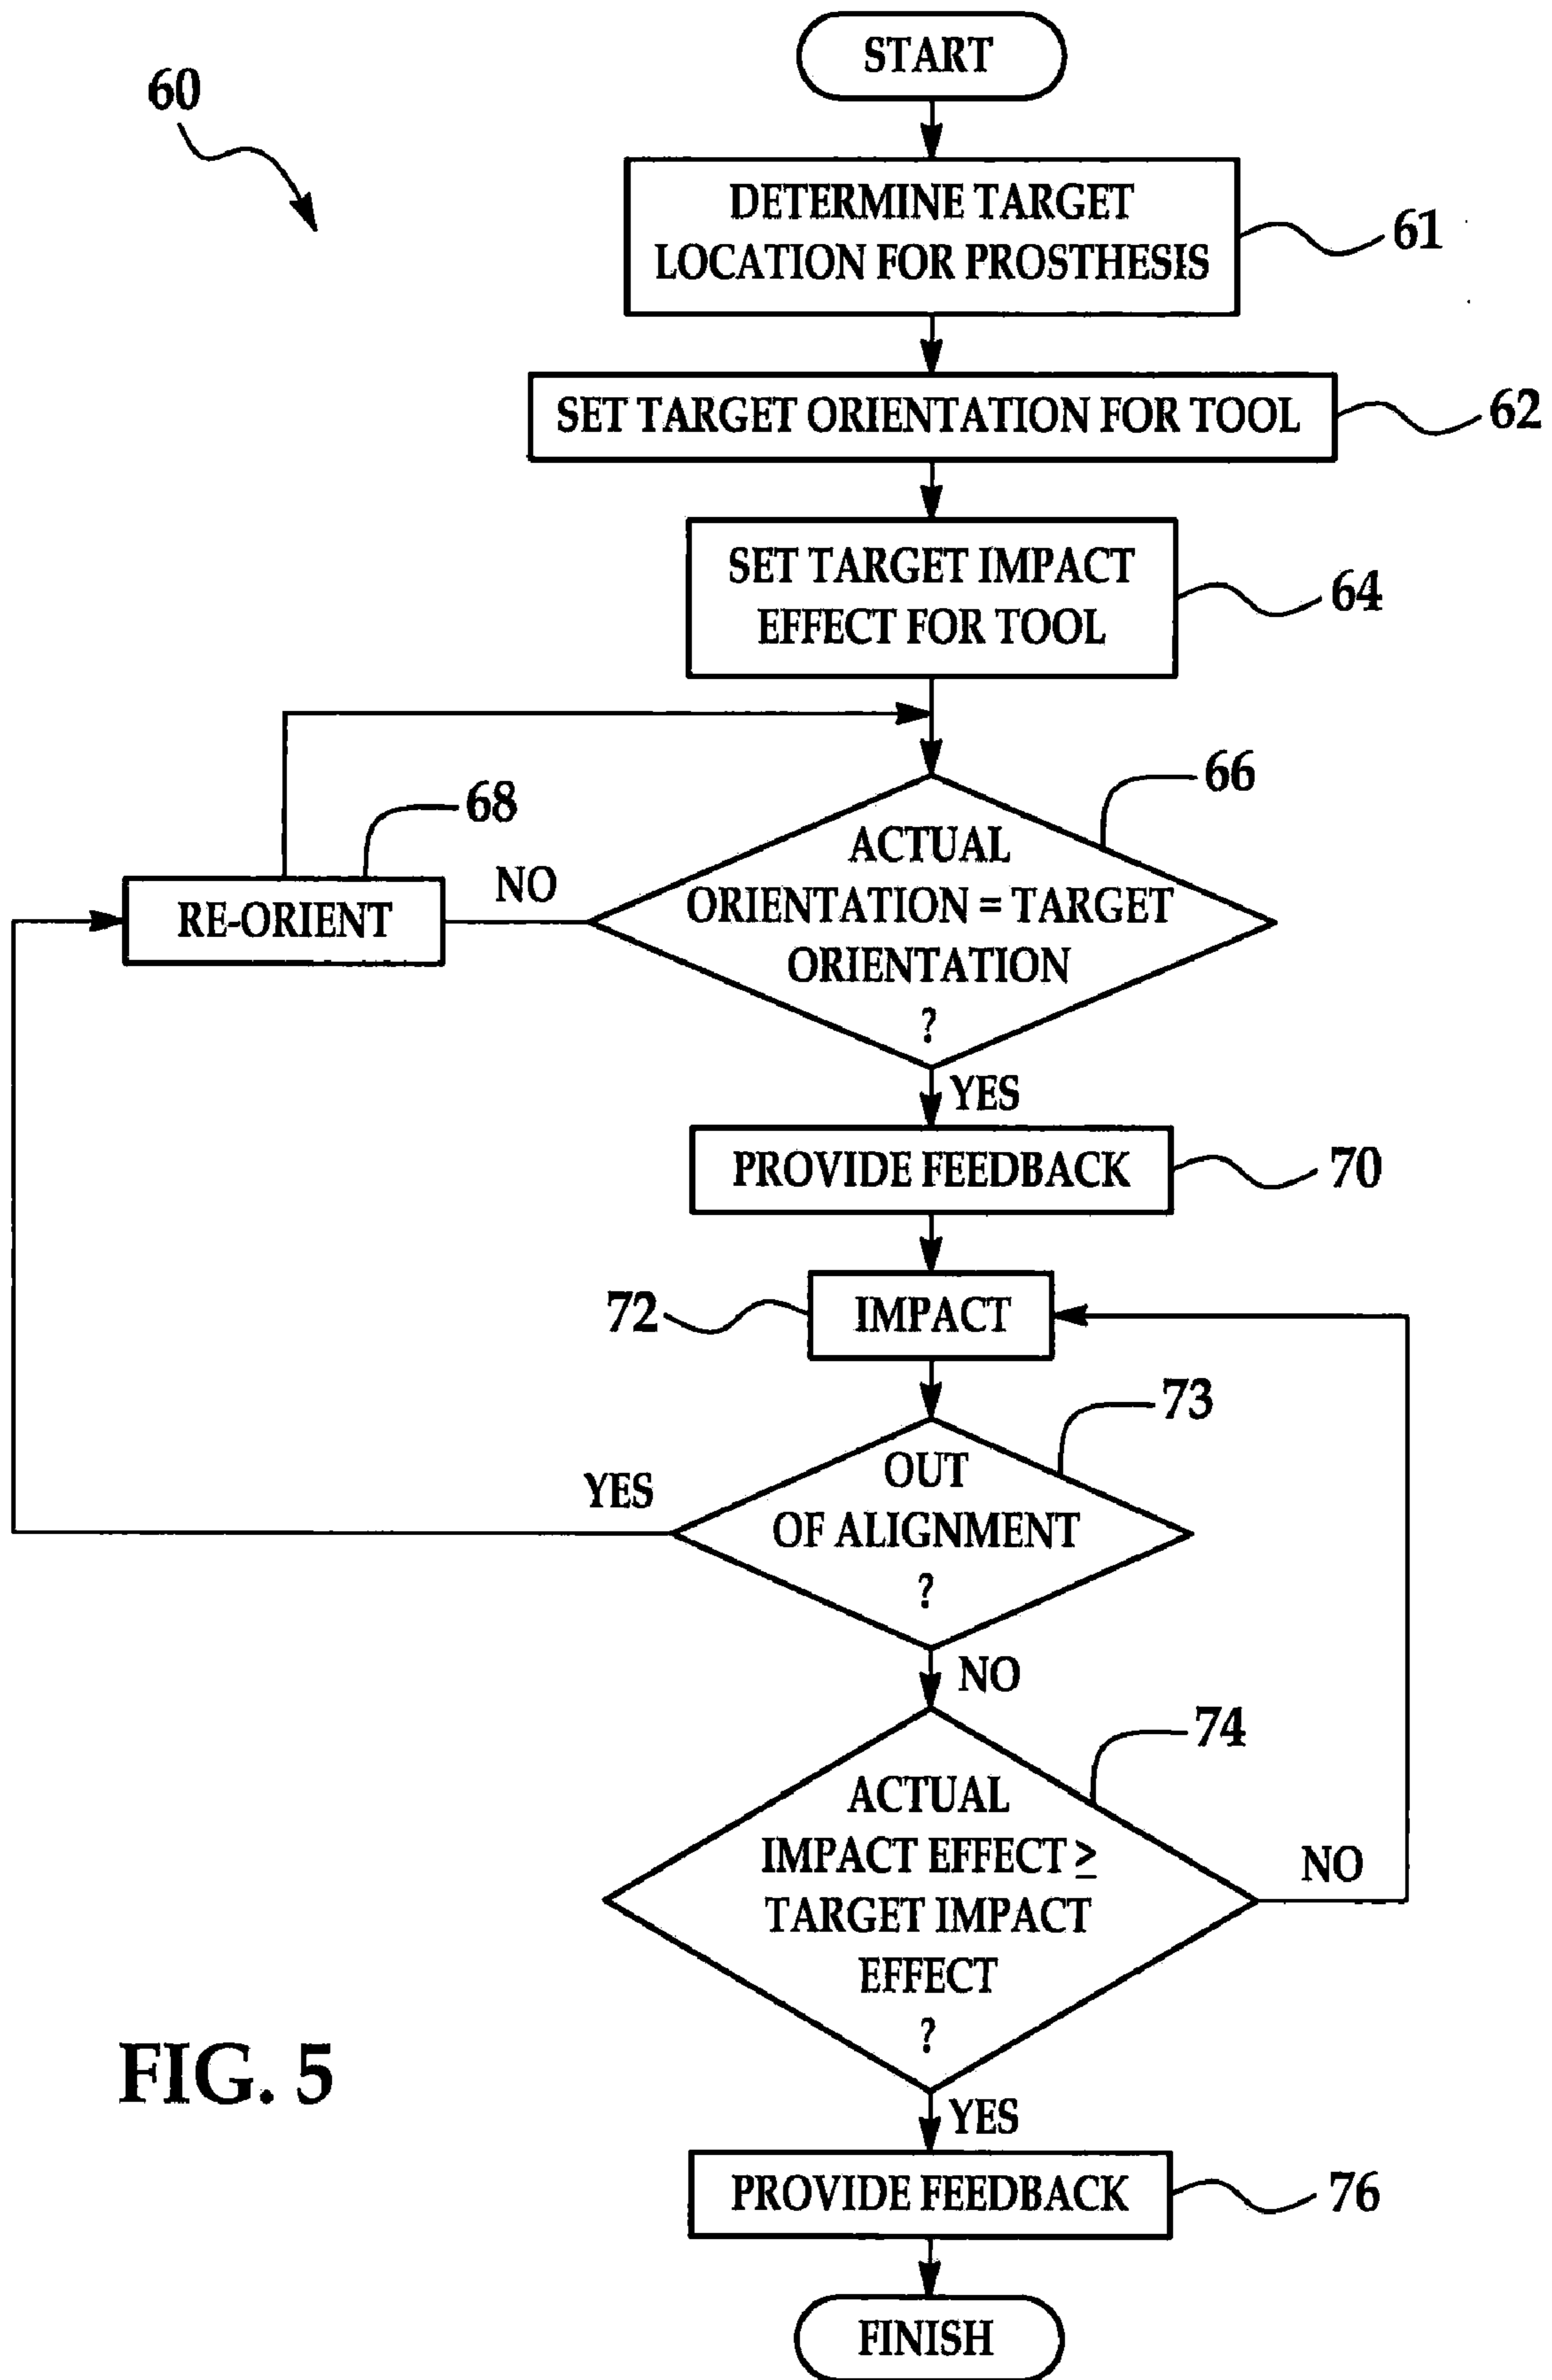 START
60
DETERMINE TARGET
LOCATION FOR PROSTHESIS
61
SET TARGET ORIENTATION FOR TOOL
62
SET TARGET IMPACT
EFFECT FOR TOOL
64
66
68
ACTUAL
ORIENTATION = TARGET
ORIENTATION
?
NO
RE-ORIENT
YES
PROVIDE FEEDBACK
70
72
IMPACT
73
OUT
OF ALIGNMENT
?
YES
NO
74
ACTUAL
IMPACT EFFECT ≥
TARGET IMPACT
EFFECT
?
NO
YES
FIG. 5
PROVIDE FEEDBACK
76
FINISH